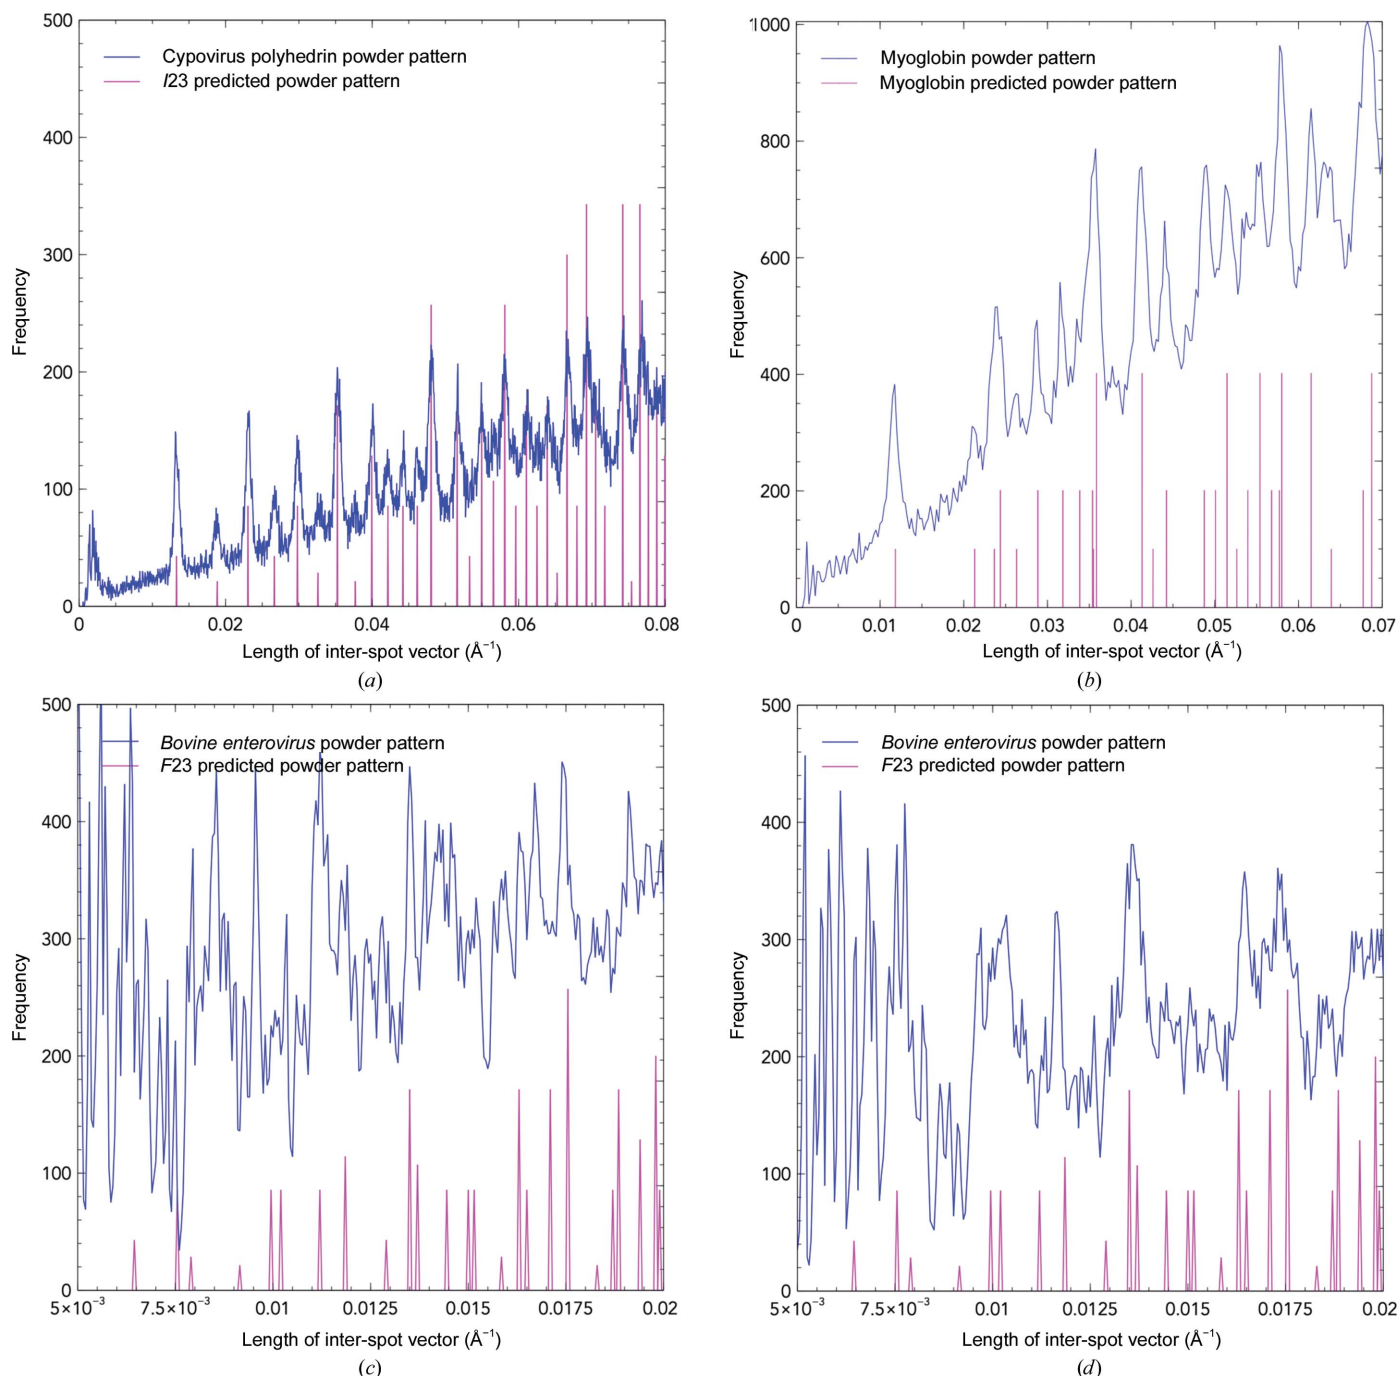 500
Cypovirus polyhedrin powder pattern
I23 predicted powder pattern
400
300
200
100
0
Frequency
0 0.02 0.04 0.06 0.08
Length of inter-spot vector (Å⁻¹)
(a)
1000
Myoglobin powder pattern
Myoglobin predicted powder pattern
800
600
400
200
0
Frequency
0 0.01 0.02 0.03 0.04 0.05 0.06 0.07
Length of inter-spot vector (Å⁻¹)
(b)
500
Bovine enterovirus powder pattern
F23 predicted powder pattern
400
300
200
100
0
Frequency
5×10⁻³ 7.5×10⁻³ 0.01 0.0125 0.015 0.0175 0.02
Length of inter-spot vector (Å⁻¹)
(c)
500
Bovine enterovirus powder pattern
F23 predicted powder pattern
400
300
200
100
0
Frequency
5×10⁻³ 7.5×10⁻³ 0.01 0.0125 0.015 0.0175 0.02
Length of inter-spot vector (Å⁻¹)
(d)